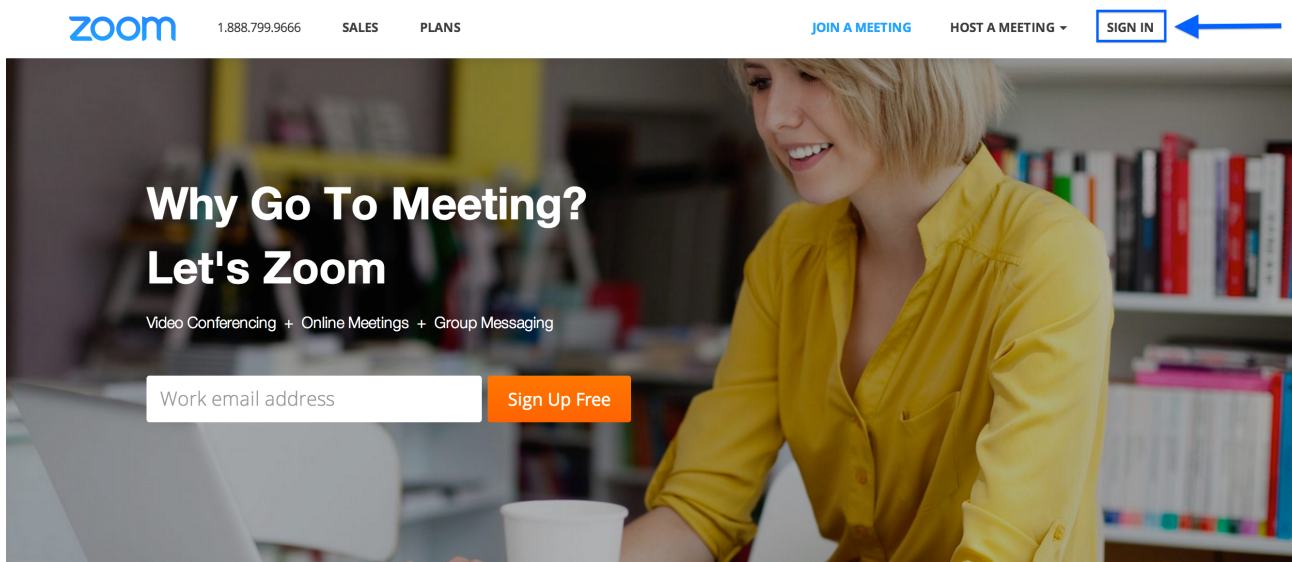 zoom
1.888.799.9666
SALES
PLANS
JOIN A MEETING
HOST A MEETING
SIGN IN
Why Go To Meeting?
Let's Zoom
Video Conferencing + Online Meetings + Group Messaging
Work email address
Sign Up Free